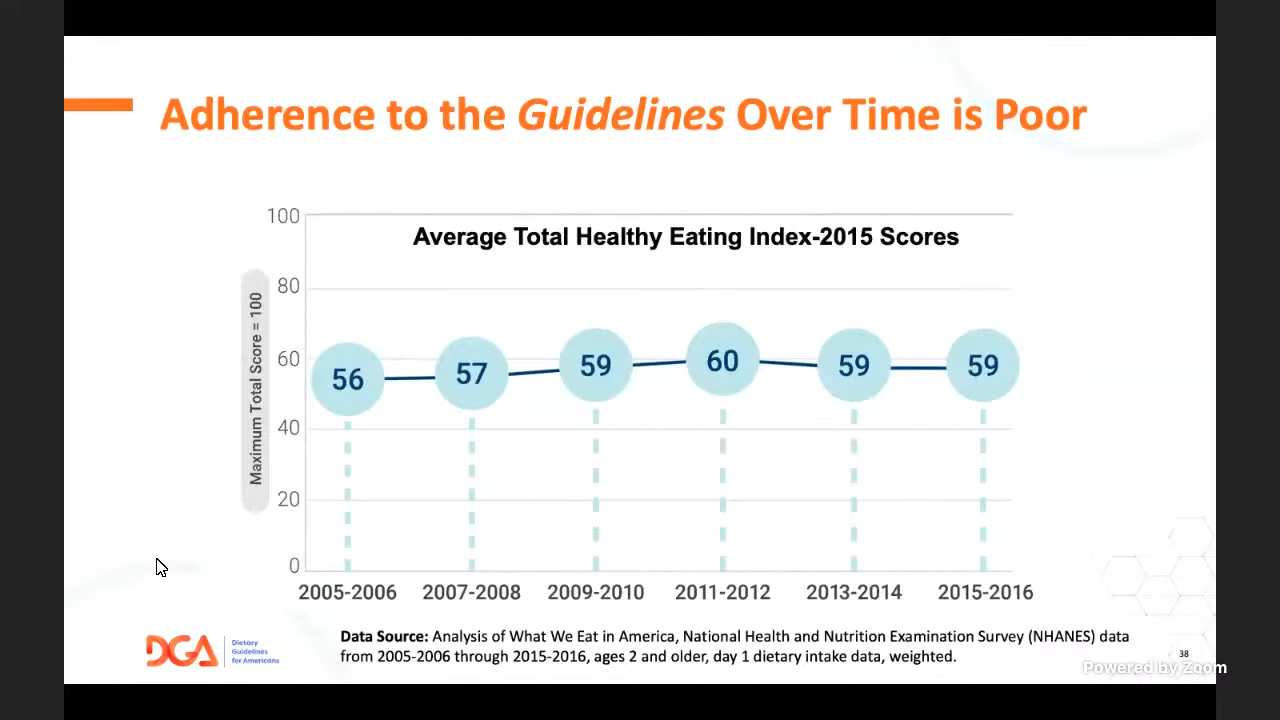 Adherence to the Guidelines Over Time is Poor
Average Total Healthy Eating Index-2015 Scores
Maximum Total Score = 100
100
80
60
40
20
0
56
57
59
60
59
59
2005-2006
2007-2008
2009-2010
2011-2012
2013-2014
2015-2016
DGA
Dietary
Guidelines
for Americans
Data Source: Analysis of What We Eat in America, National Health and Nutrition Examination Survey (NHANES) data
from 2005-2006 through 2015-2016, ages 2 and older, day 1 dietary intake data, weighted.
38
Powered by Zoom